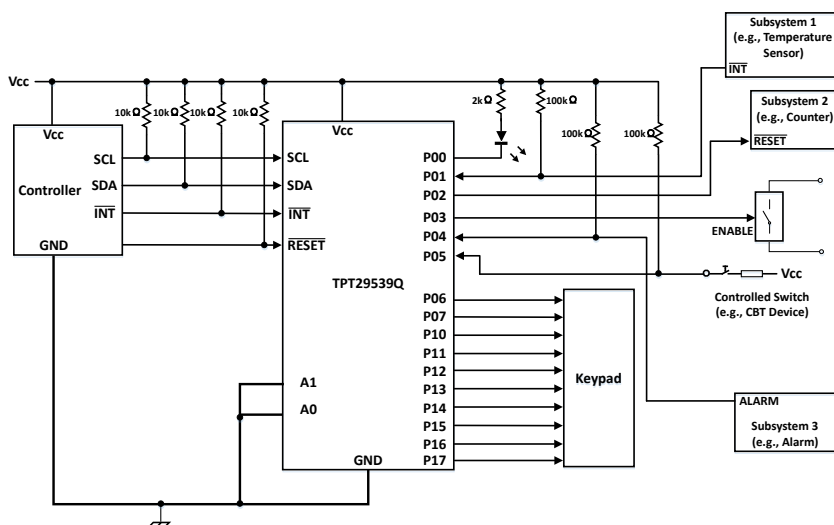 Subsystem 1
(e.g., Temperature
Sensor)
INT
Vcc
Subsystem 2
(e.g., Counter)
RESET
10kΩ
10kΩ
10kΩ
10kΩ
2kΩ
100kΩ
100kΩ
100kΩ
Vcc
SCL
SDA
INT
Controller
GND
Vcc
SCL
SDA
INT
RESET
TPT29539Q
A1
A0
GND
P00
P01
P02
P03
P04
P05
P06
P07
P10
P11
P12
P13
P14
P15
P16
P17
ENABLE
Vcc
Controlled Switch
(e.g., CBT Device)
Keypad
ALARM
Subsystem 3
(e.g., Alarm)